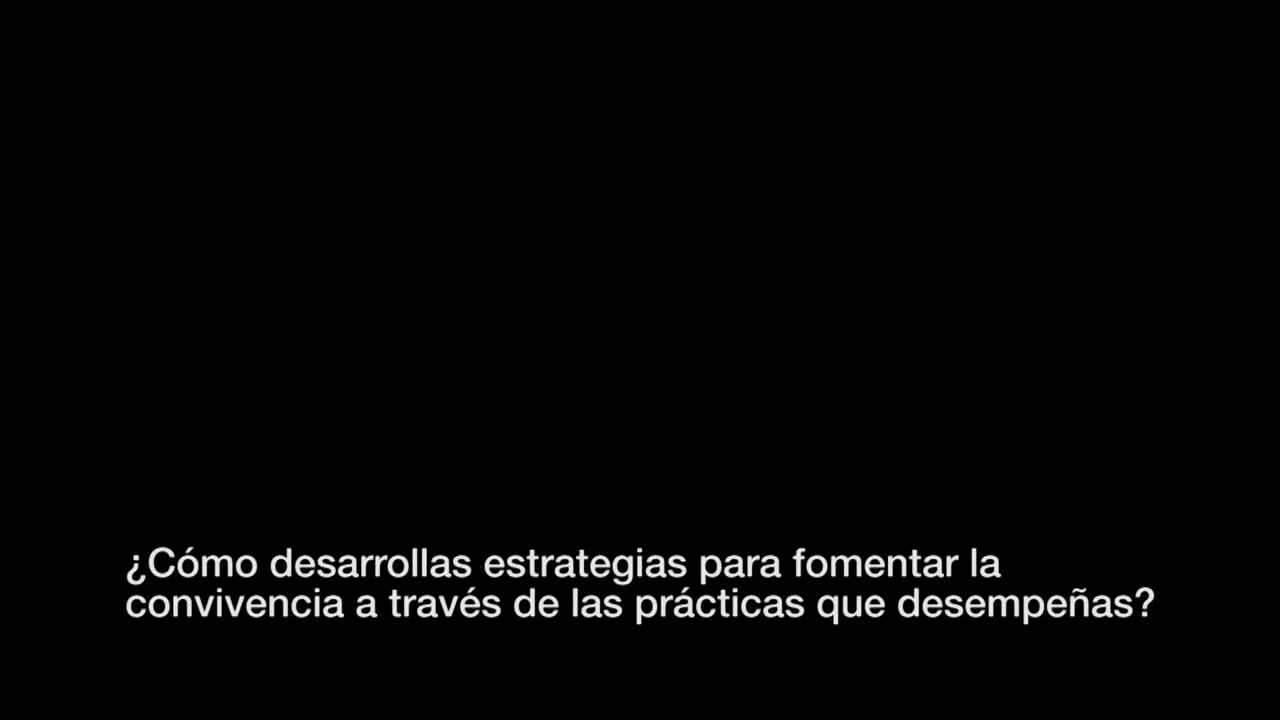 ¿Cómo desarrollas estrategias para fomentar la
convivencia a través de las prácticas que desempeñas?